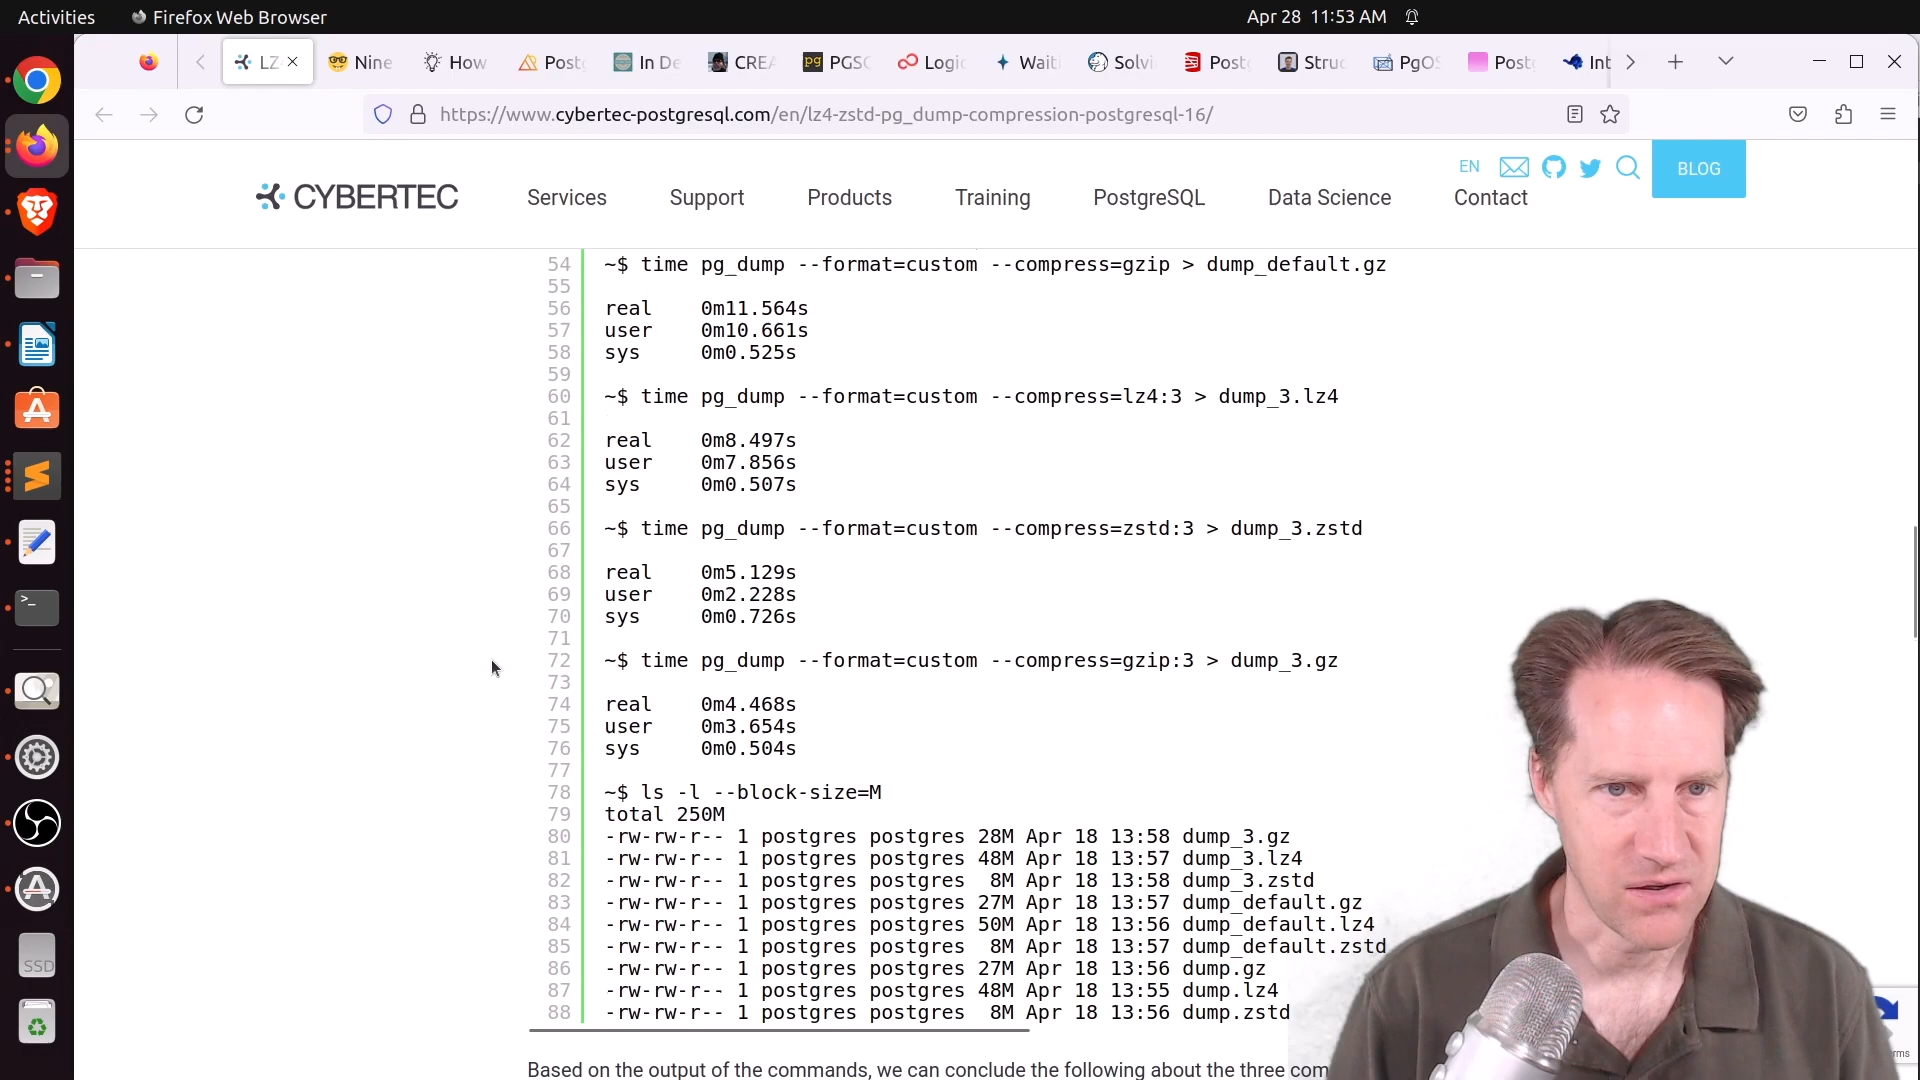 Activities
Firefox Web Browser
Apr 28 11:53 AM
LZ
Nine
How
Post
In De
CREA
PGSQ
Logic
Wait
Solvi
Post
Struc
PgOS
Post
Int
https://www.cybertec-postgresql.com/en/lz4-zstd-pg_dump-compression-postgresql-16/
EN
BLOG
CYBERTEC
Services
Support
Products
Training
PostgreSQL
Data Science
Contact
54 ~$ time pg_dump --format=custom --compress=gzip > dump_default.gz
55
56 real 0m11.564s
57 user 0m10.661s
58 sys 0m0.525s
59
60 ~$ time pg_dump --format=custom --compress=lz4:3 > dump_3.lz4
61
62 real 0m8.497s
63 user 0m7.856s
64 sys 0m0.507s
65
66 ~$ time pg_dump --format=custom --compress=zstd:3 > dump_3.zstd
67
68 real 0m5.129s
69 user 0m2.228s
70 sys 0m0.726s
71
72 ~$ time pg_dump --format=custom --compress=gzip:3 > dump_3.gz
73
74 real 0m4.468s
75 user 0m3.654s
76 sys 0m0.504s
77
78 ~$ ls -l --block-size=M
79 total 250M
80 -rw-rw-r-- 1 postgres postgres 28M Apr 18 13:58 dump_3.gz
81 -rw-rw-r-- 1 postgres postgres 48M Apr 18 13:57 dump_3.lz4
82 -rw-rw-r-- 1 postgres postgres 8M Apr 18 13:58 dump_3.zstd
83 -rw-rw-r-- 1 postgres postgres 27M Apr 18 13:57 dump_default.gz
84 -rw-rw-r-- 1 postgres postgres 50M Apr 18 13:56 dump_default.lz4
85 -rw-rw-r-- 1 postgres postgres 8M Apr 18 13:57 dump_default.zstd
86 -rw-rw-r-- 1 postgres postgres 27M Apr 18 13:56 dump.gz
87 -rw-rw-r-- 1 postgres postgres 48M Apr 18 13:55 dump.lz4
88 -rw-rw-r-- 1 postgres postgres 8M Apr 18 13:56 dump.zstd
Based on the output of the commands, we can conclude the following about the three com
SSD